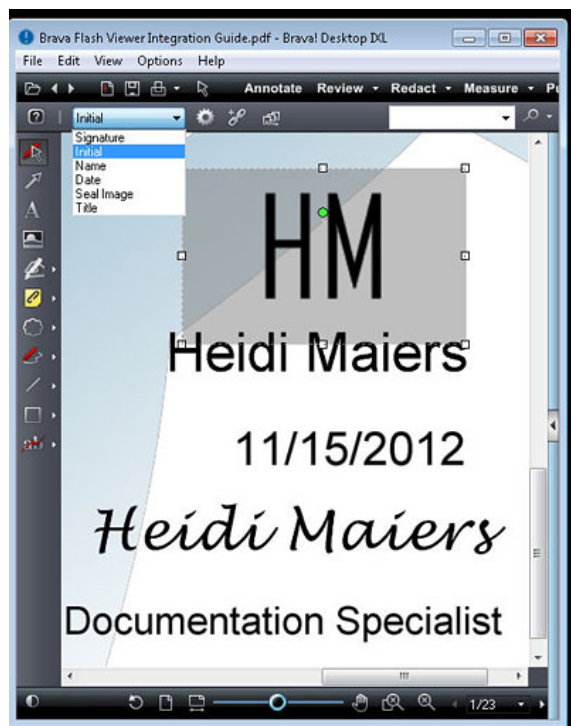 Brava Flash Viewer Integration Guide.pdf - Brava! Desktop IXL
File Edit View Options Help
Annotate Review Redact Measure
Initial
Signature
Initial
Name
Date
Seal Image
Title
HM
Heidi Maiers
11/15/2012
Heidi Maiers
Documentation Specialist
1/23